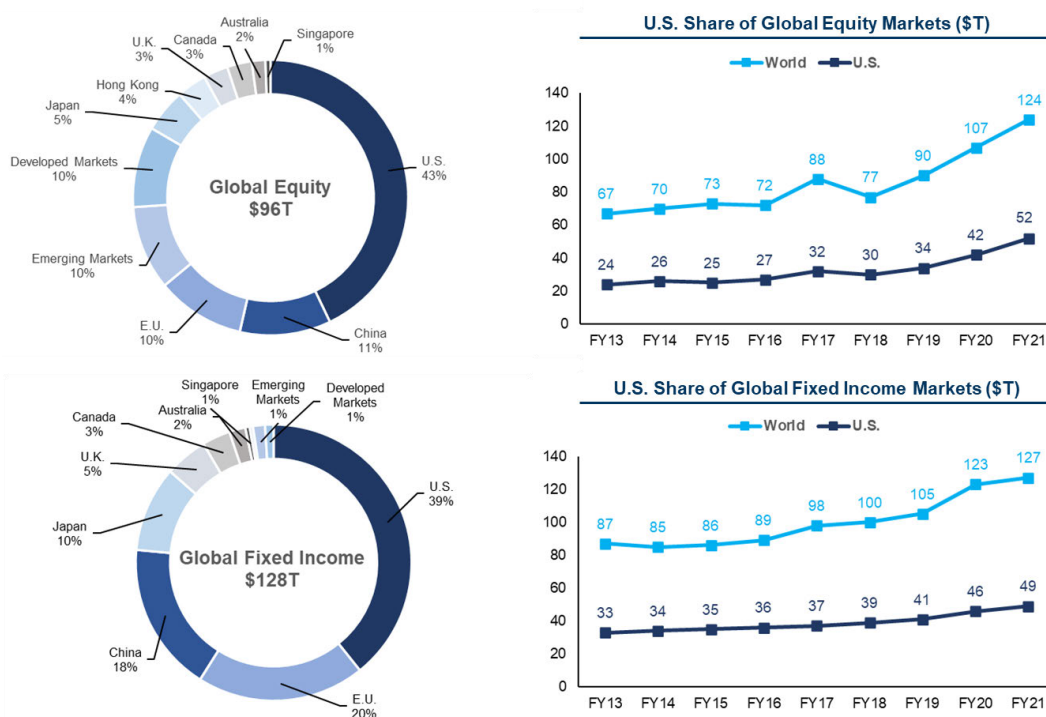 Australia
2%
Singapore
1%
Canada
3%
U.K.
3%
Hong Kong
4%
Japan
5%
Developed Markets
10%
Emerging Markets
10%
E.U.
10%
China
11%
U.S.
43%
Global Equity
$96T
U.S. Share of Global Equity Markets ($T)
World
U.S.
140
120
100
80
60
40
20
0
67
70
73
72
88
77
90
107
124
24
26
25
27
32
30
34
42
52
FY13 FY14 FY15 FY16 FY17 FY18 FY19 FY20 FY21
Singapore
1%
Emerging
Markets
1%
Developed
Markets
1%
Australia
2%
Canada
3%
U.K.
5%
Japan
10%
China
18%
E.U.
20%
U.S.
39%
Global Fixed Income
$128T
U.S. Share of Global Fixed Income Markets ($T)
World
U.S.
140
120
100
80
60
40
20
0
87
85
86
89
98
100
105
123
127
33
34
35
36
37
39
41
46
49
FY13 FY14 FY15 FY16 FY17 FY18 FY19 FY20 FY21